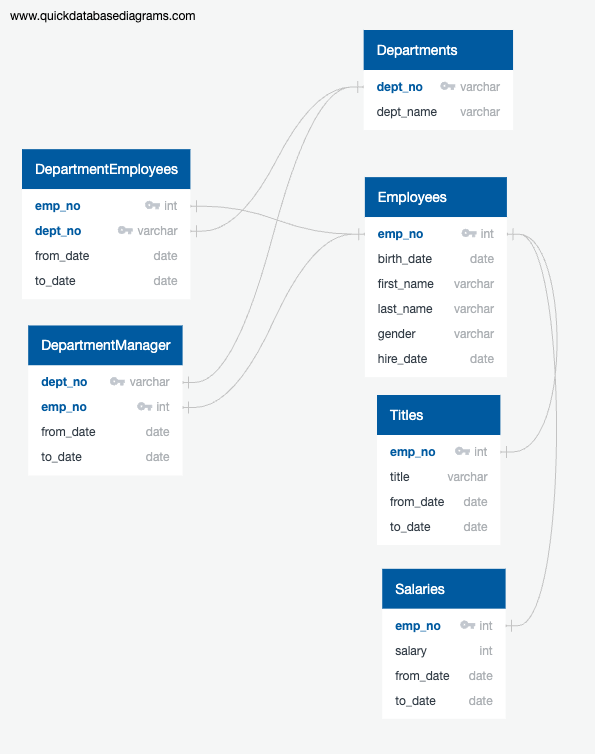 www.quickdatabasediagrams.com
Departments
dept_no varchar
dept_name varchar
DepartmentEmployees
emp_no int
dept_no varchar
from_date date
to_date date
Employees
emp_no int
birth_date date
first_name varchar
last_name varchar
gender varchar
hire_date date
DepartmentManager
dept_no varchar
emp_no int
from_date date
to_date date
Titles
emp_no int
title varchar
from_date date
to_date date
Salaries
emp_no int
salary int
from_date date
to_date date